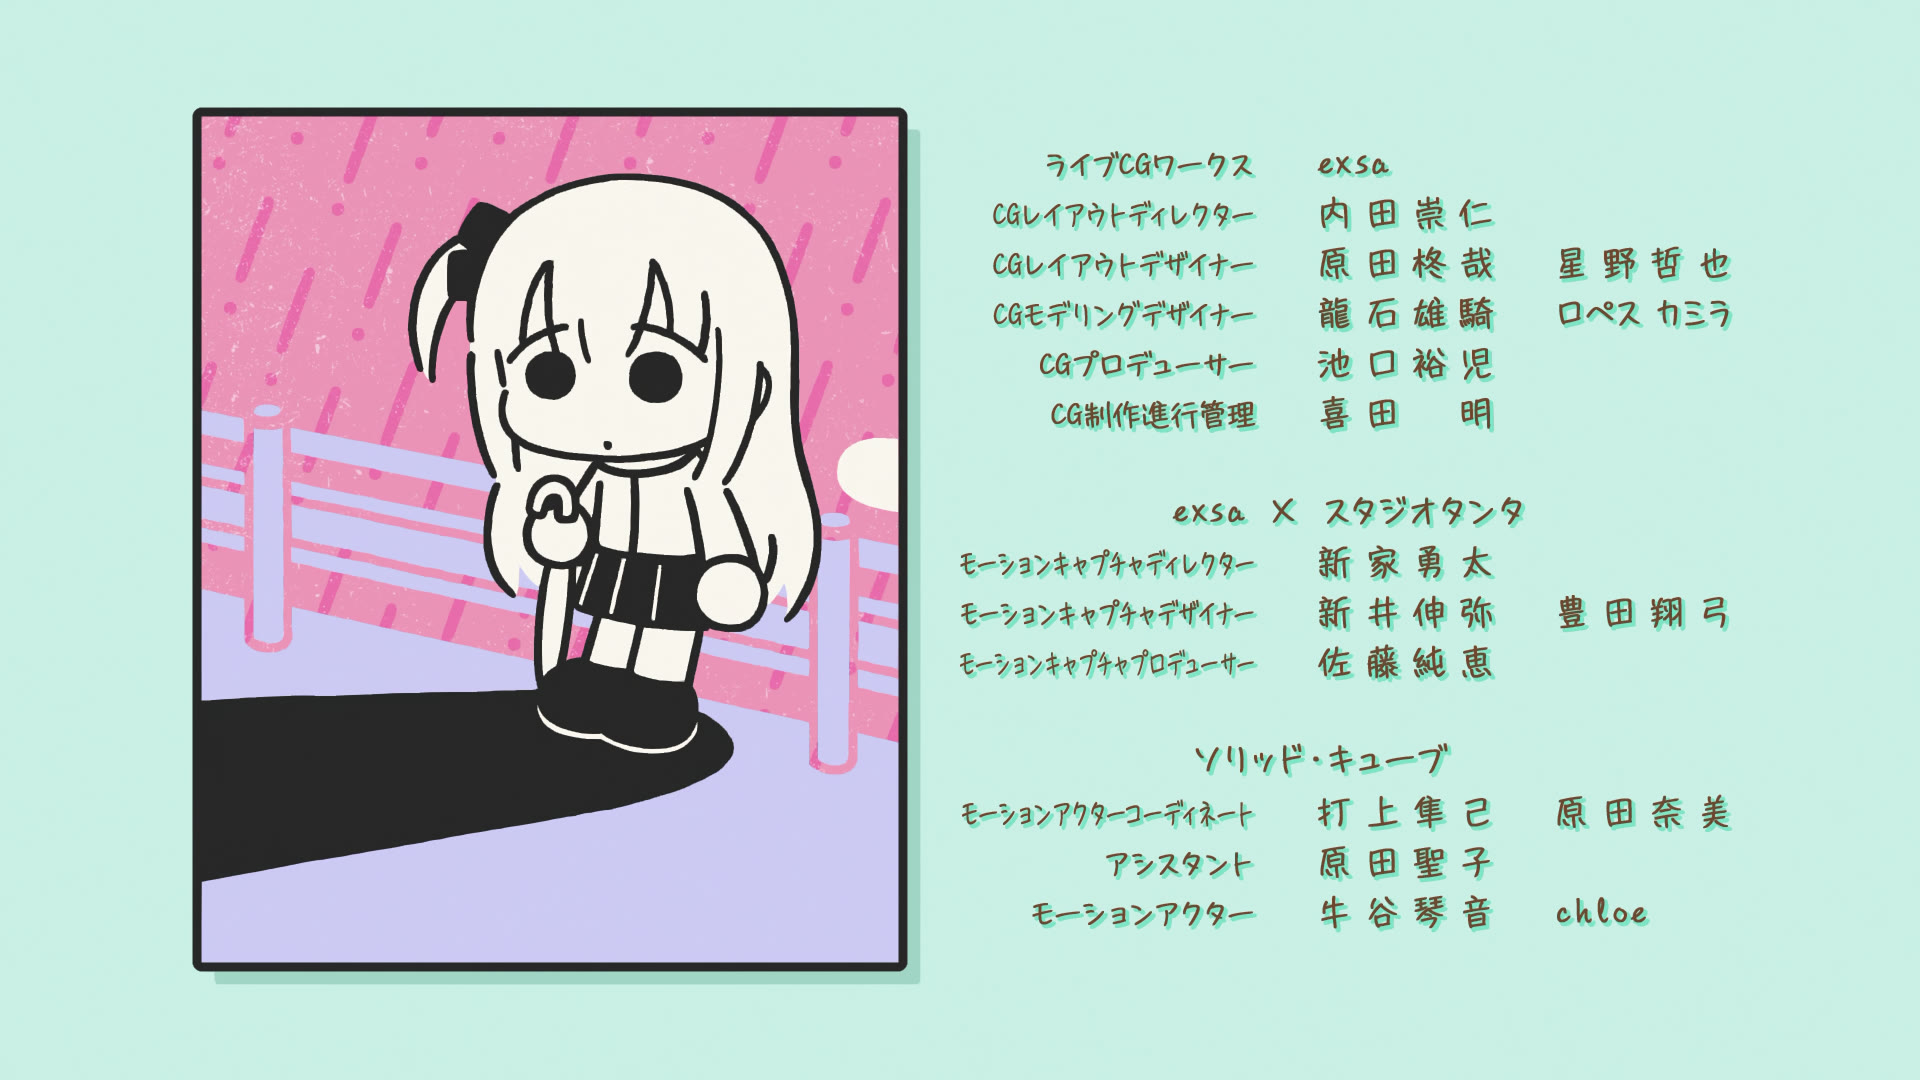 ライブCGワークス exsa
CGレイアウトディレクター 内田崇仁
CGレイアウトデザイナー 原田柊哉 星野哲也
CGモデリングデザイナー 龍石雄騎 ロペス カミラ
CGプロデューサー 池口裕児
CG制作進行管理 喜田 明
exsa × スタジオタンタ
モーションキャプチャディレクター 新家勇太
モーションキャプチャデザイナー 新井伸弥 豊田翔弓
モーションキャプチャプロデューサー 佐藤純恵
ソリッド・キューブ
モーションアクターコーディネート 打上隼己 原田奈美
アシスタント 原田聖子
モーションアクター 牛谷琴音 chloe